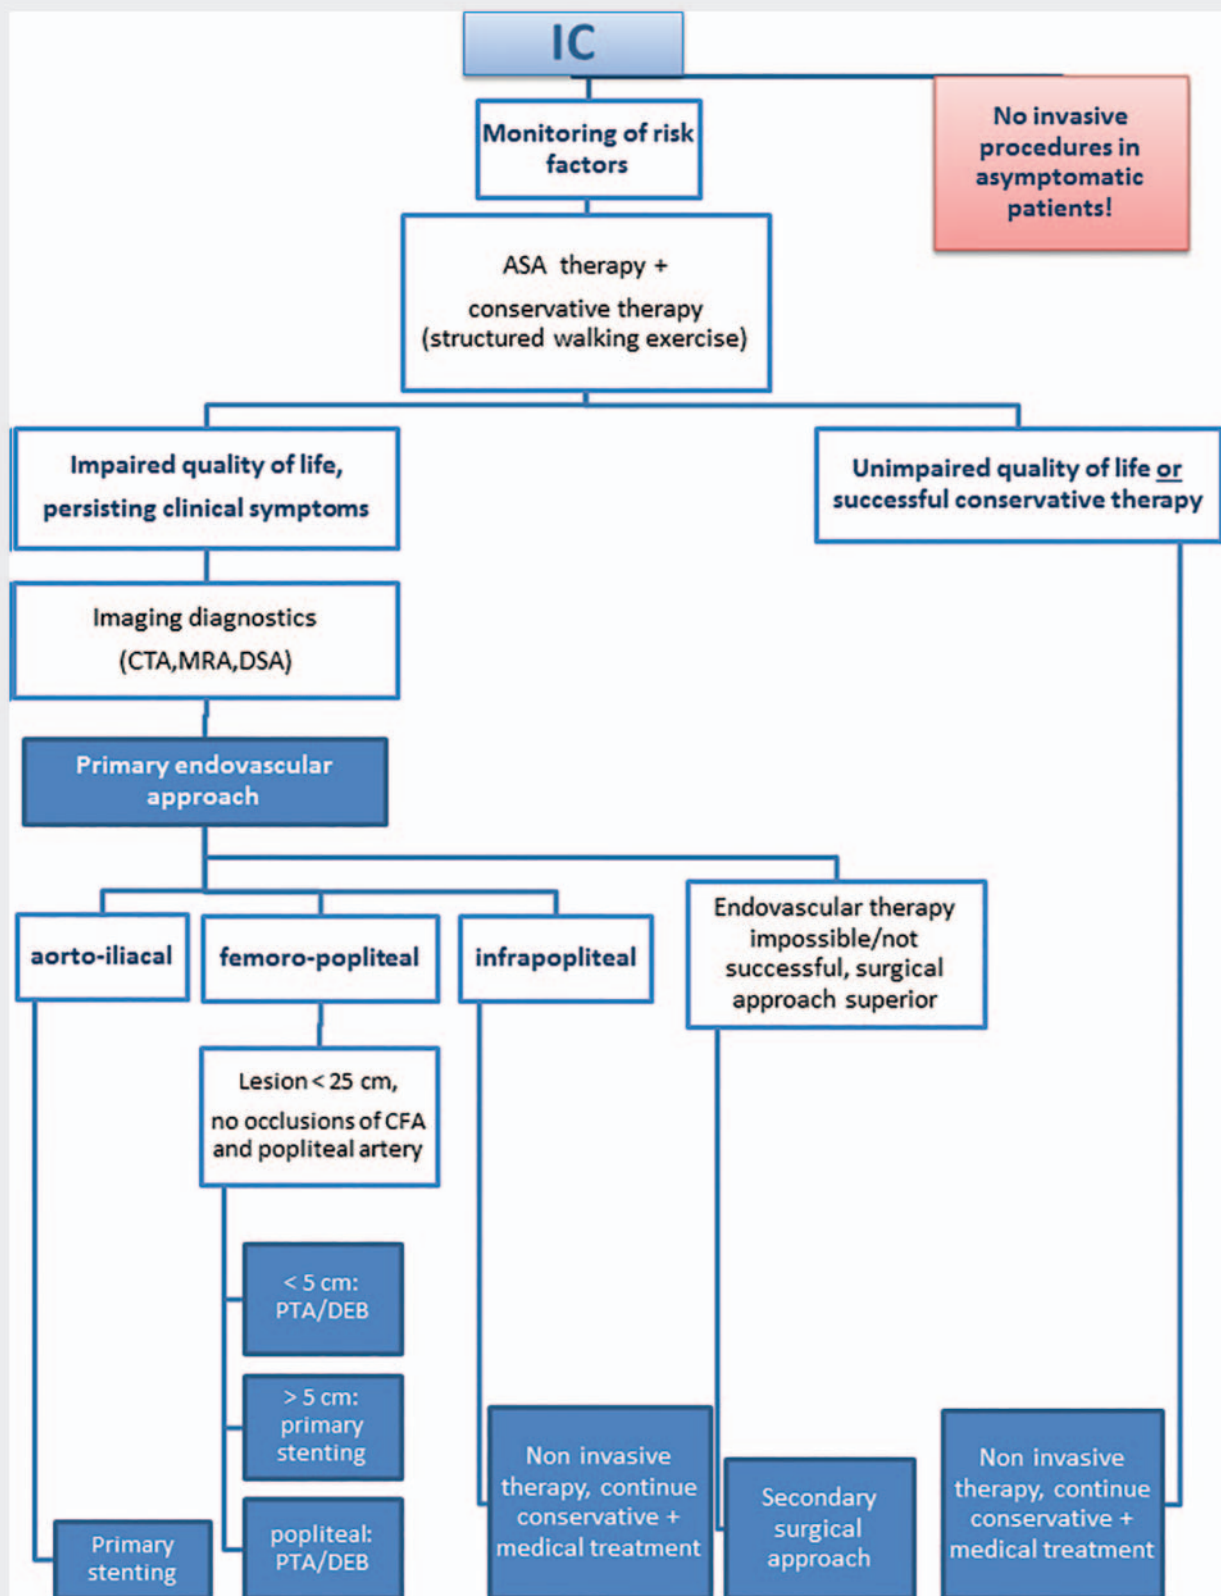 IC
Monitoring of risk
factors
No invasive
procedures in
asymptomatic
patients!
ASA therapy +
conservative therapy
(structured walking exercise)
Impaired quality of life,
persisting clinical symptoms
Unimpaired quality of life or
successful conservative therapy
Imaging diagnostics
(CTA,MRA,DSA)
Primary endovascular
approach
aorto-iliacal
femoro-popliteal
infrapopliteal
Endovascular therapy
impossible/not
successful, surgical
approach superior
Lesion < 25 cm,
no occlusions of CFA
and popliteal artery
< 5 cm:
PTA/DEB
> 5 cm:
primary
stenting
popliteal:
PTA/DEB
Primary
stenting
Non invasive
therapy, continue
conservative +
medical treatment
Secondary
surgical
approach
Non invasive
therapy, continue
conservative +
medical treatment